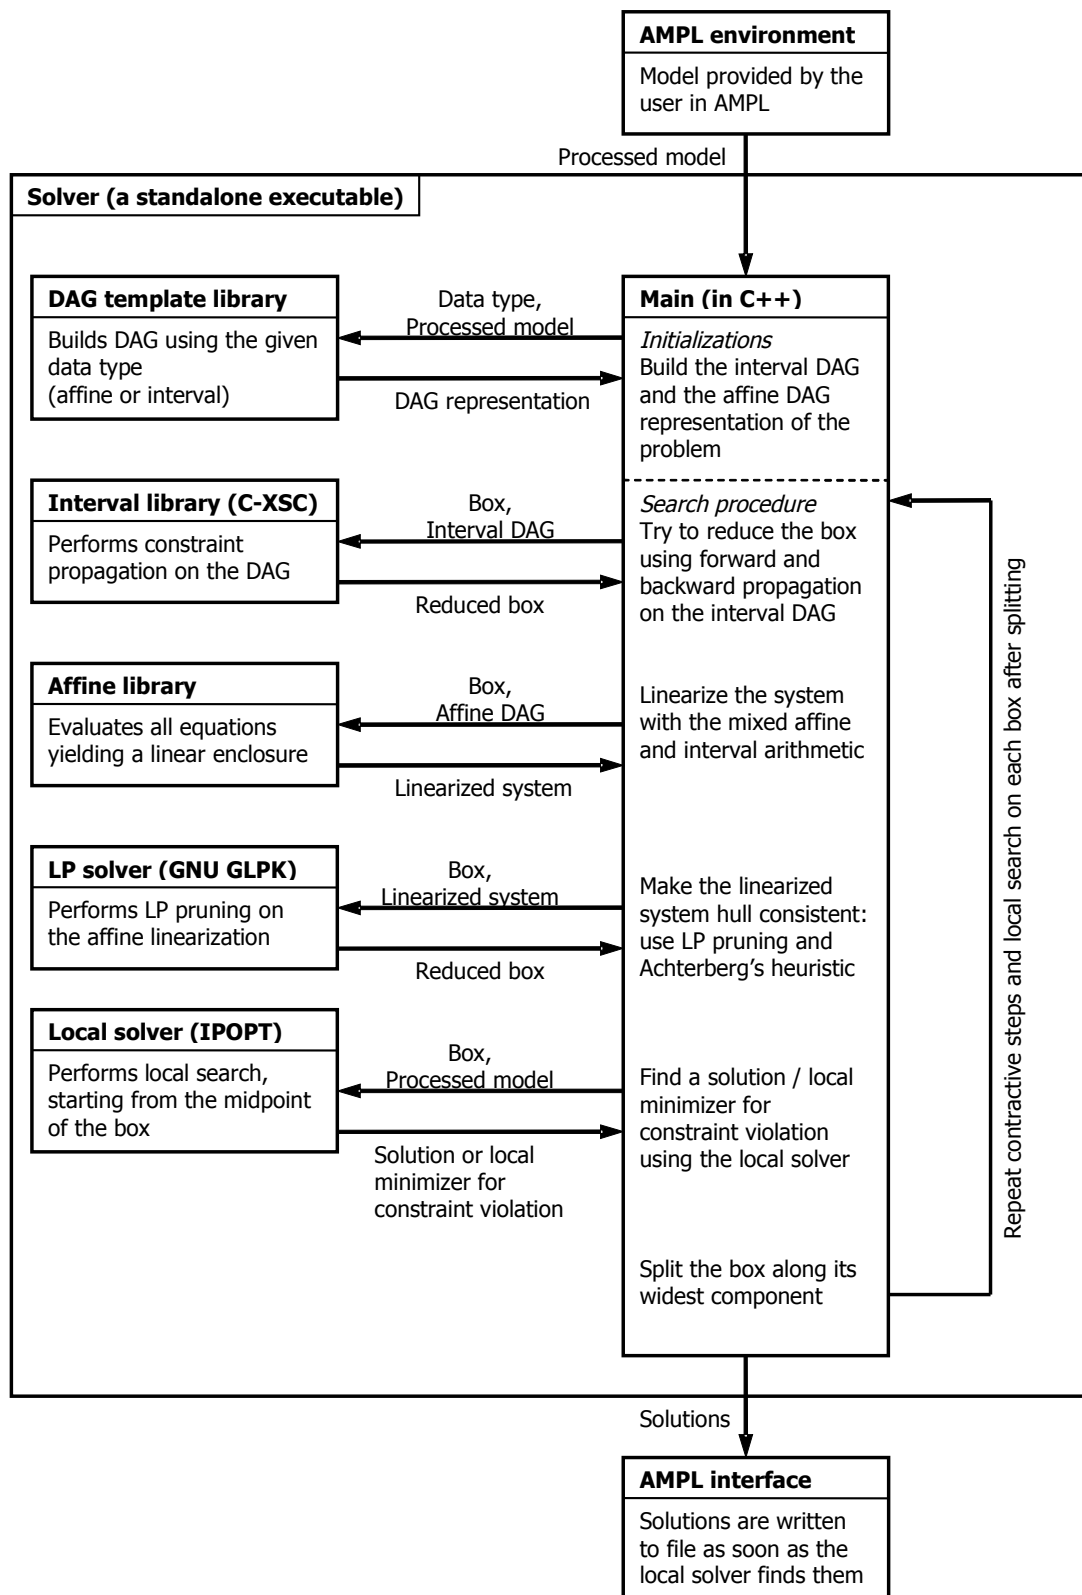 AMPL environment
Model provided by the
user in AMPL
Processed model
Solver (a standalone executable)
DAG template library
Builds DAG using the given
data type
(affine or interval)
Data type,
Processed model
DAG representation
Main (in C++)
Initializations
Build the interval DAG
and the affine DAG
representation of the
problem
Interval library (C-XSC)
Performs constraint
propagation on the DAG
Box,
Interval DAG
Reduced box
Search procedure
Try to reduce the box
using forward and
backward propagation
on the interval DAG
Affine library
Evaluates all equations
yielding a linear enclosure
Box,
Affine DAG
Linearized system
Linearize the system
with the mixed affine
and interval arithmetic
LP solver (GNU GLPK)
Performs LP pruning on
the affine linearization
Box,
Linearized system
Reduced box
Make the linearized
system hull consistent:
use LP pruning and
Achterberg’s heuristic
Local solver (IPOPT)
Performs local search,
starting from the midpoint
of the box
Box,
Processed model
Solution or local
minimizer for
constraint violation
Find a solution / local
minimizer for
constraint violation
using the local solver
Split the box along its
widest component
Repeat contractive steps and local search on each box after splitting
Solutions
AMPL interface
Solutions are written
to file as soon as the
local solver finds them